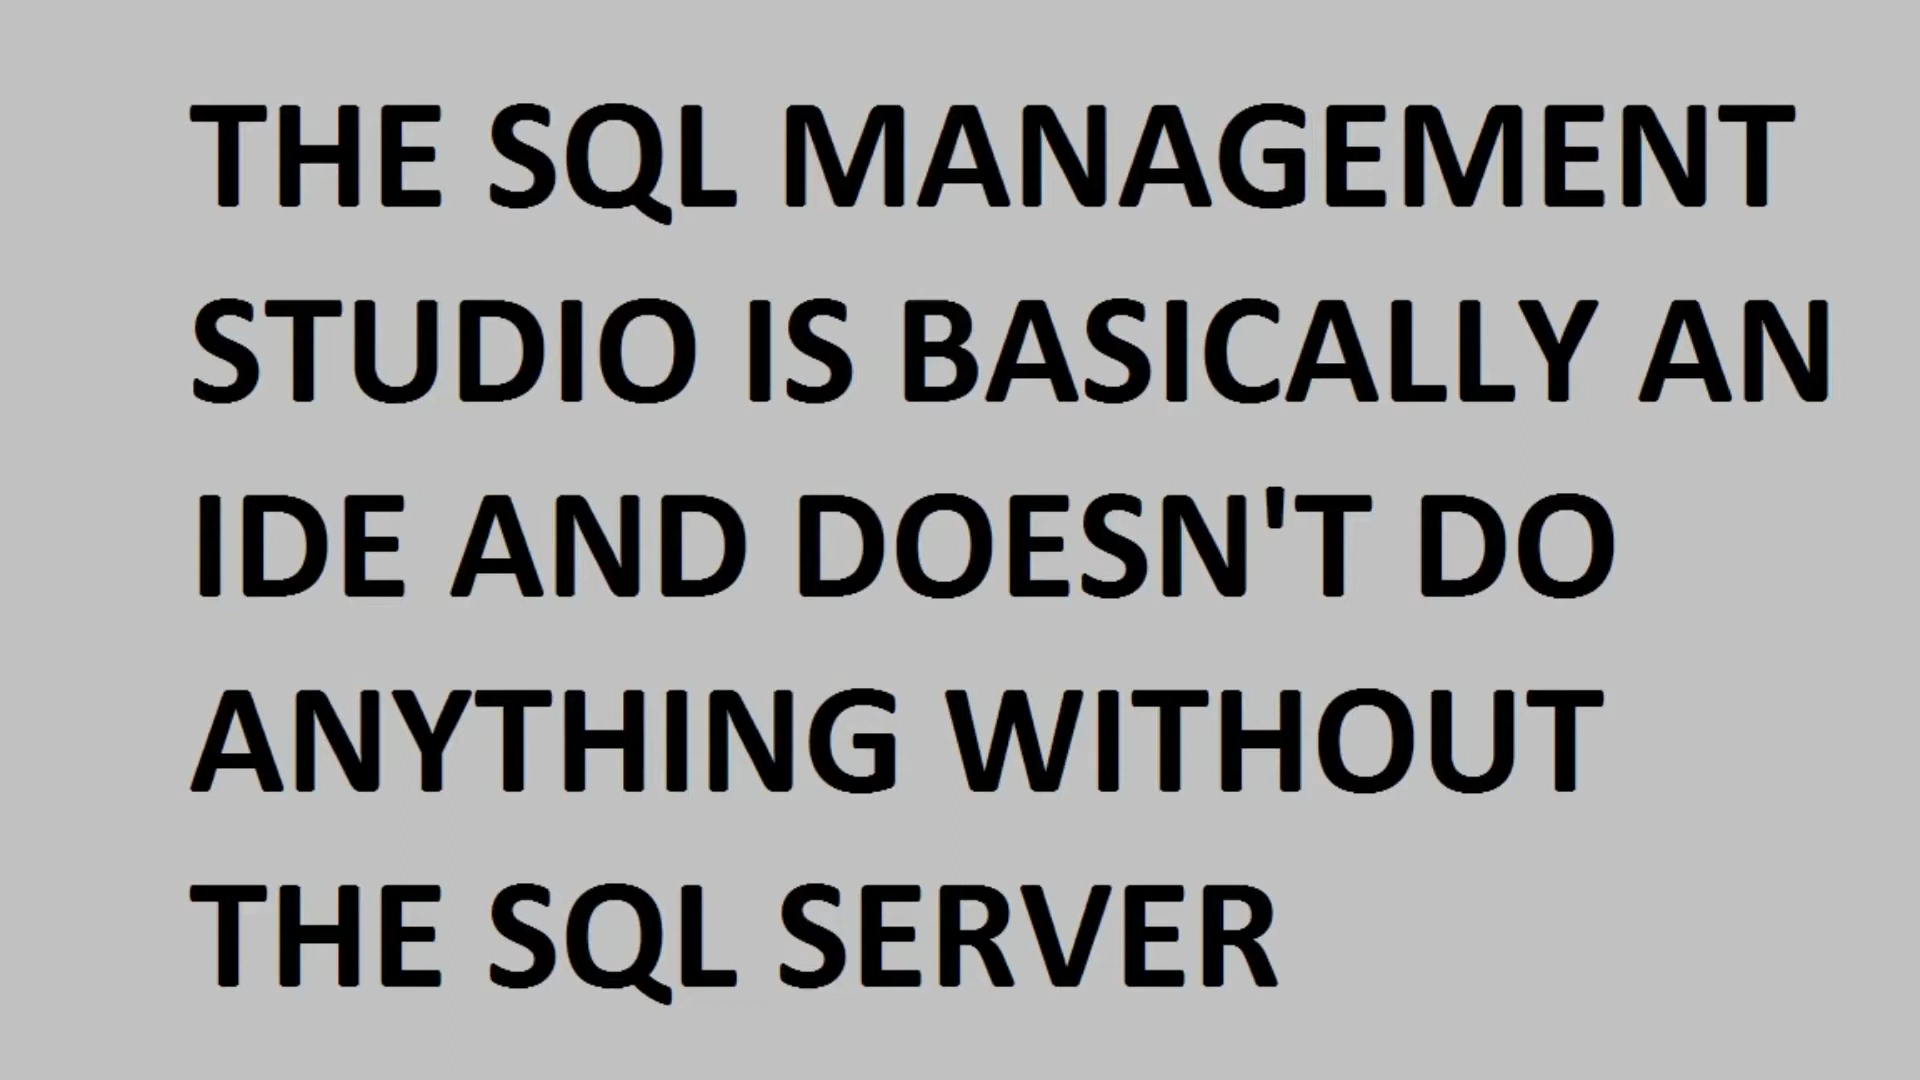 THE SQL MANAGEMENT
STUDIO IS BASICALLY AN
IDE AND DOESN'T DO
ANYTHING WITHOUT
THE SQL SERVER